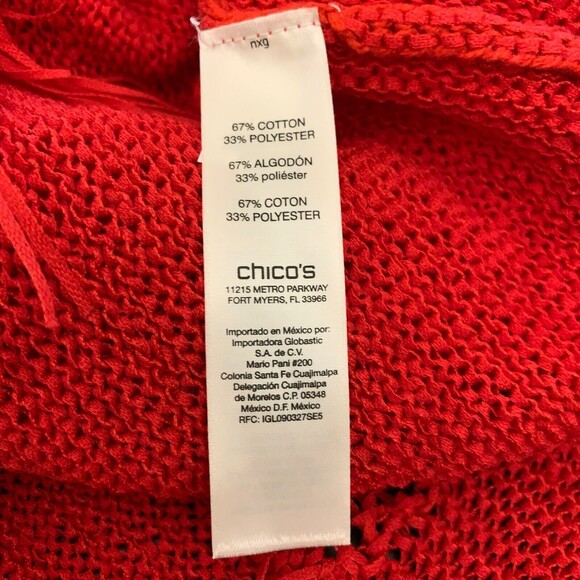 nxg
67% COTTON
33% POLYESTER
67% ALGODÓN
33% poliéster
67% COTON
33% POLYESTER
chico's
11215 METRO PARKWAY
FORT MYERS, FL 33966
Importado en México por:
Importadora Globastic
S.A. de C.V.
Mario Pani #200
Colonia Santa Fe Cuajimalpa
Delegación Cuajimalpa
de Morelos C.P. 05348
México D.F. México
RFC: IGL090327SE5